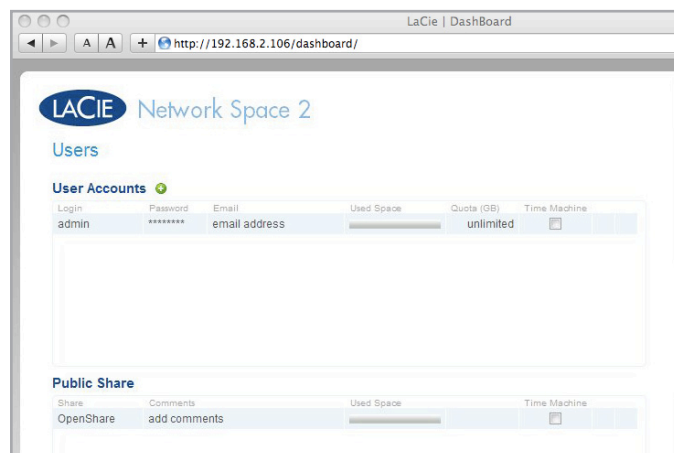 LaCie | DashBoard
A A + http://192.168.2.106/dashboard/
LACIE Network Space 2
Users
User Accounts
Login Password Email Used Space Quota (GB) Time Machine
admin ******** email address unlimited
Public Share
Share Comments Used Space Time Machine
OpenShare add comments